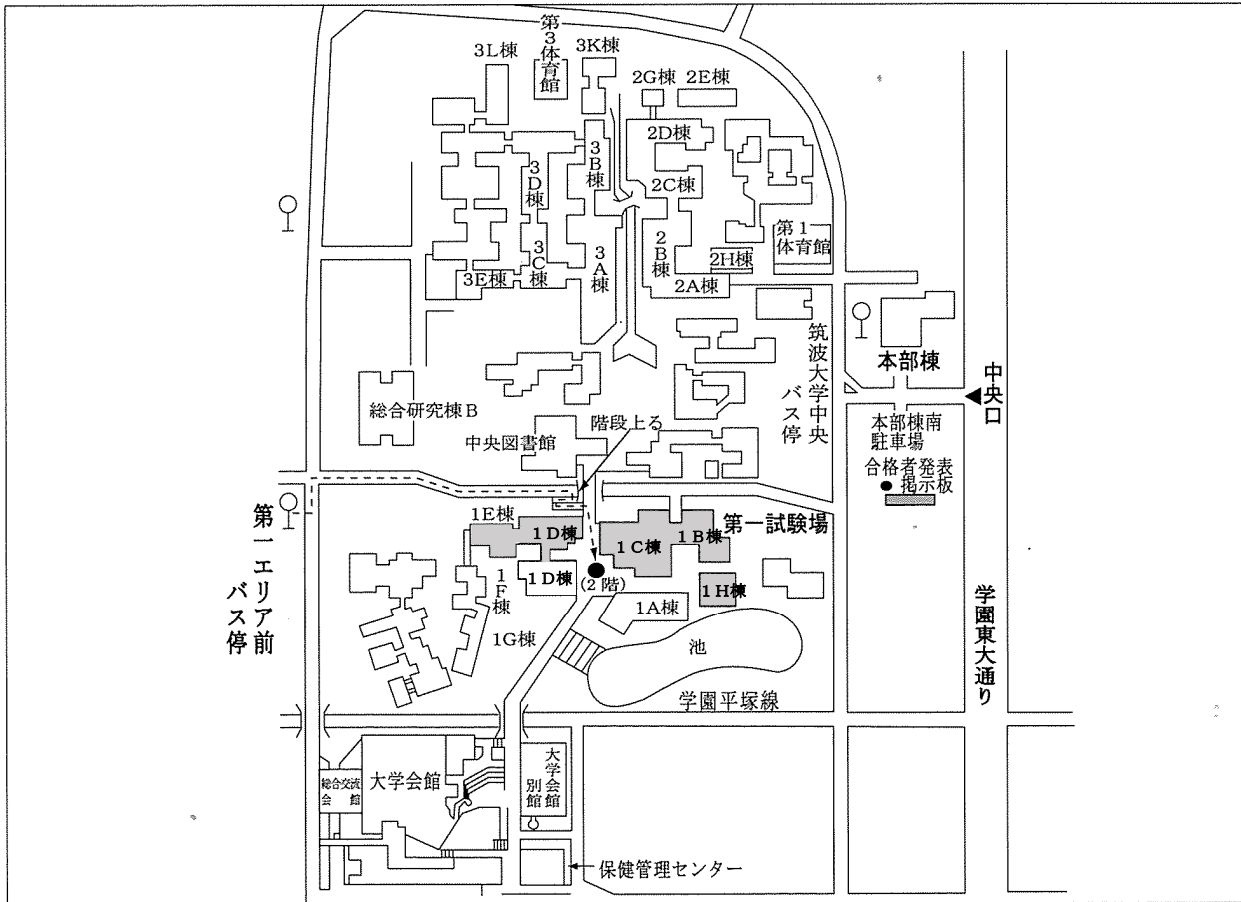 第3体育館
3L棟
3K棟
2G棟
2E棟
2D棟
3B棟
3D棟
2C棟
第1
体育館
2B棟
3A棟
3C棟
2H棟
3E棟
2A棟
筑波大学中央
バス停
本部棟
中央口
総合研究棟B
階段上る
本部棟南
駐車場
中央図書館
合格者発表
掲示板
第一エリア前
バス停
1E棟
1D棟
1C棟
1B棟
第一試験場
1D棟
(2階)
1H棟
1F棟
1A棟
1G棟
池
学園東大通り
学園平塚線
総合交流
会館
大学会館
大学会館
別館
保健管理センター